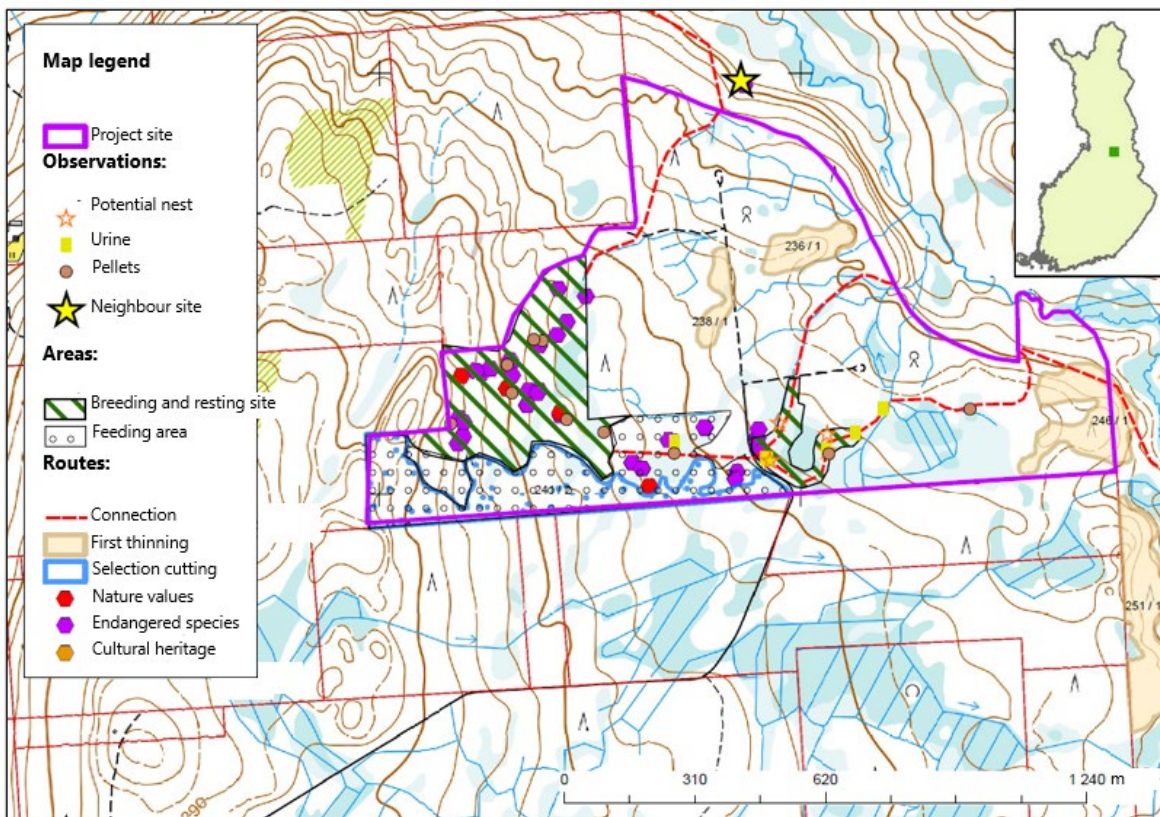 Map legend
Project site
Observations:
Potential nest
Urine
Pellets
Neighbour site
Areas:
Breeding and resting site
Feeding area
Routes:
Connection
First thinning
Selection cutting
Nature values
Endangered species
Cultural heritage
236 / 1
238 / 1
246 / 1
251 / 1
0 310 620 1 240 m